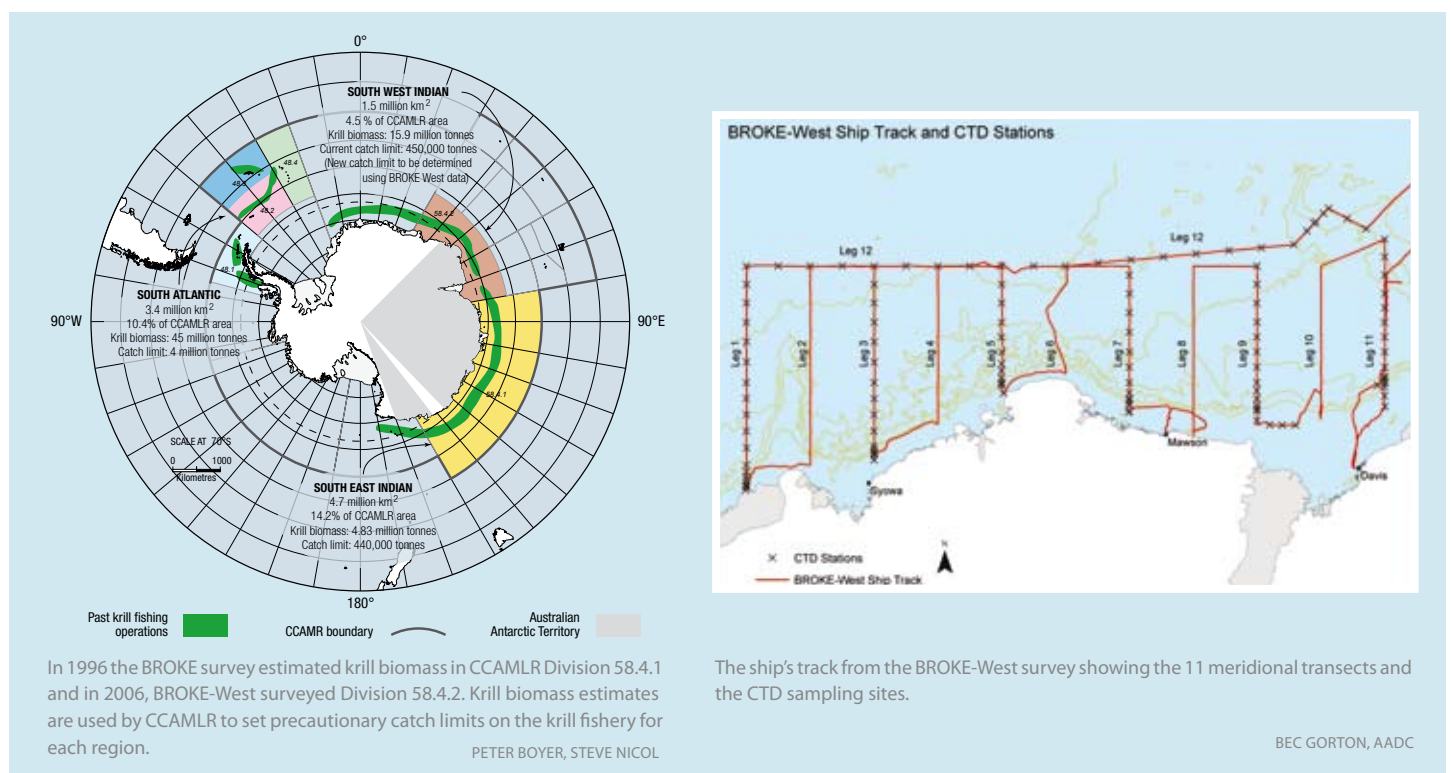 0°
SOUTH WEST INDIAN
1.5 million km2
4.5 % of CCAMLR area
Krill biomass: 15.9 million tonnes
Current catch limit: 450,000 tonnes
(New catch limit to be determined
using BROKE West data)
48.4
48.3
48.2
48.1
58.4.2
58.4.1
SOUTH ATLANTIC
3.4 million km2
10.4% of CCAMLR area
Krill biomass: 45 million tonnes
Catch limit: 4 million tonnes
90°W
90°E
SCALE AT 70°S
0 1000
Kilometres
SOUTH EAST INDIAN
4.7 million km2
14.2% of CCAMLR area
Krill biomass: 4.83 million tonnes
Catch limit: 440,000 tonnes
180°
Past krill fishing
operations
CCAMR boundary
Australian
Antarctic Territory
In 1996 the BROKE survey estimated krill biomass in CCAMLR Division 58.4.1
and in 2006, BROKE-West surveyed Division 58.4.2. Krill biomass estimates
are used by CCAMLR to set precautionary catch limits on the krill fishery for
each region.
PETER BOYER, STEVE NICOL
BROKE-West Ship Track and CTD Stations
Leg 12
Leg 12
Leg 1
Leg 2
Leg 3
Leg 4
Leg 5
Leg 6
Leg 7
Leg 8
Leg 9
Leg 10
Leg 11
Mawson
Davis
Syowa
N
CTD Stations
BROKE-West Ship Track
The ship's track from the BROKE-West survey showing the 11 meridional transects and
the CTD sampling sites.
BEC GORTON, AADC